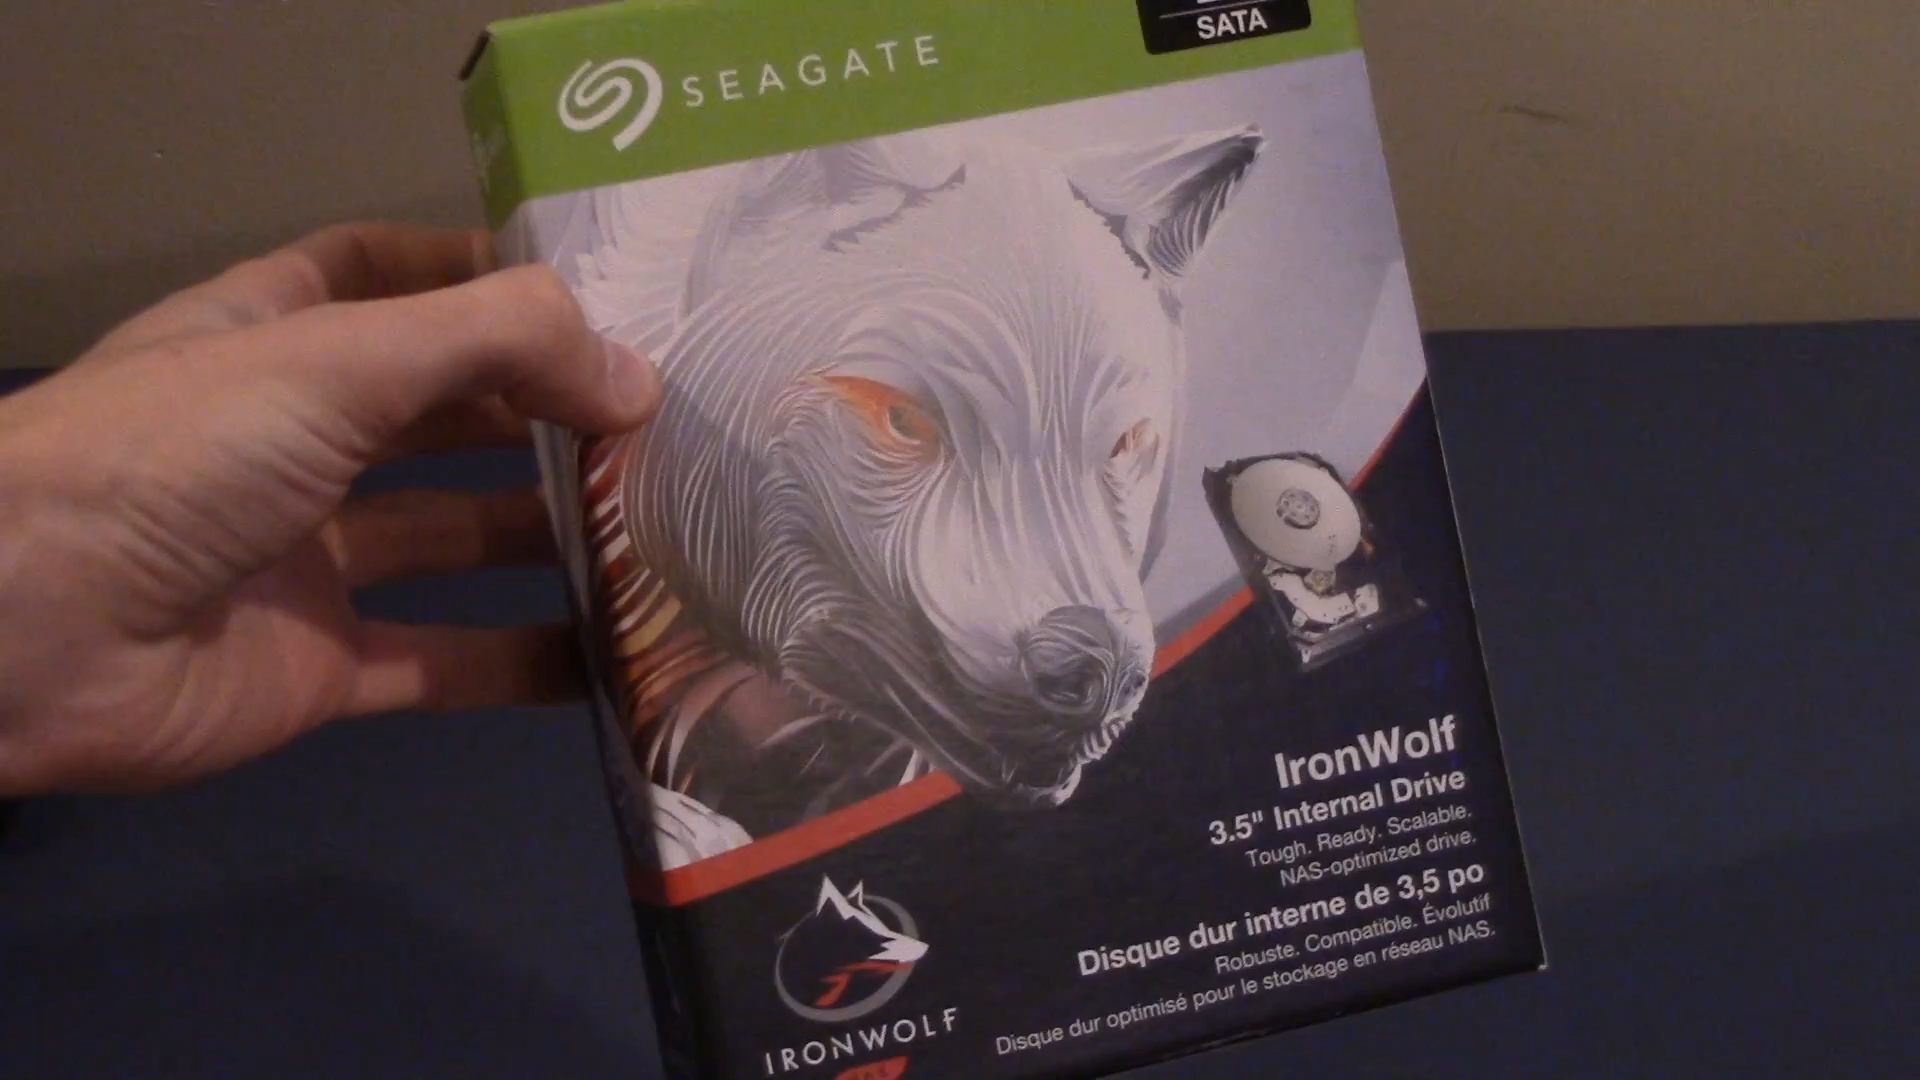 SATA
SEAGATE
IronWolf
3.5" Internal Drive
Tough. Ready. Scalable.
NAS-optimized drive.
Disque dur interne de 3,5 po
Robuste. Compatible. Évolutif
Disque dur optimisé pour le stockage en réseau NAS.
IRONWOLF